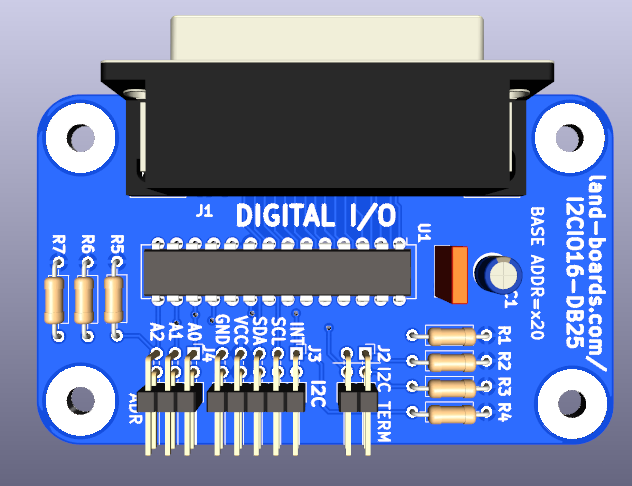 J1
DIGITAL I/O
U1
C1
land-boards.com/
I2CIO16-DB25
BASE ADDR=x20
R7
R6
R5
A2
A1
A0
J4
GND
VCC
SDA
SCL
INT
J3
I2C
J2
I2C TERM
ADR
R1
R2
R3
R4